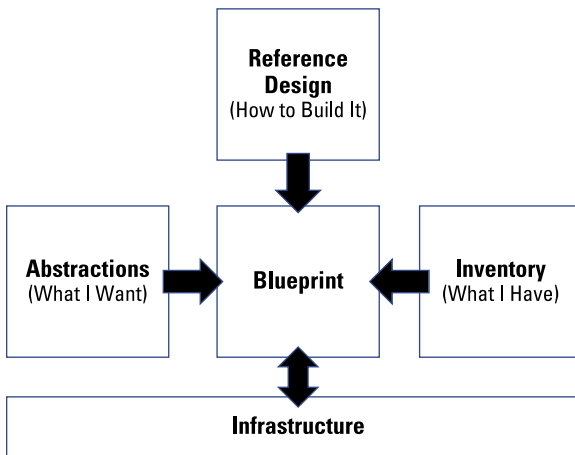 Reference
Design
(How to Build It)
Abstractions
(What I Want)
Blueprint
Inventory
(What I Have)
Infrastructure